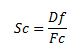 Sc = Df / Fc